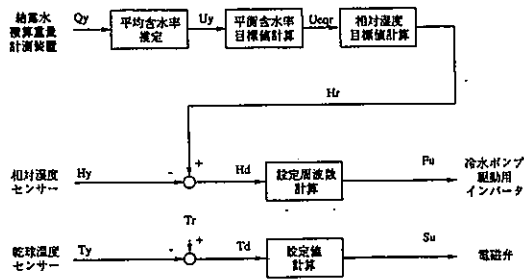 結露水
積算重量
計測装置
Qy
平均含水率
推定
Uy
平衡含水率
目標値計算
Ueqr
相対湿度
目標値計算
Hr
相対湿度
センサー
Hy
-
+
Hd
設定周波数
計算
Fu
冷水ポンプ
駆動用
インバータ
乾球温度
センサー
Ty
Tr
-
+
Td
設定値
計算
Su
電磁弁